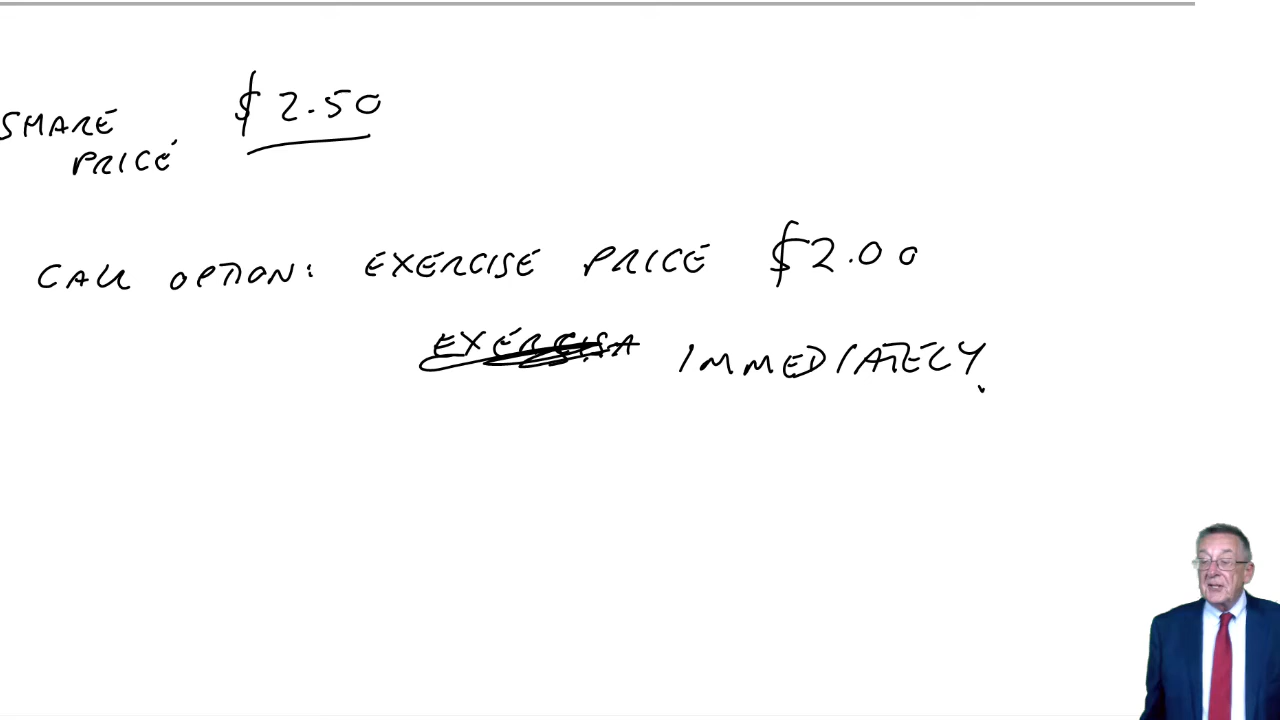 SHARE $2.50
PRICE
CALL OPTION: EXERCISE PRICE $2.00
IMMEDIATELY.